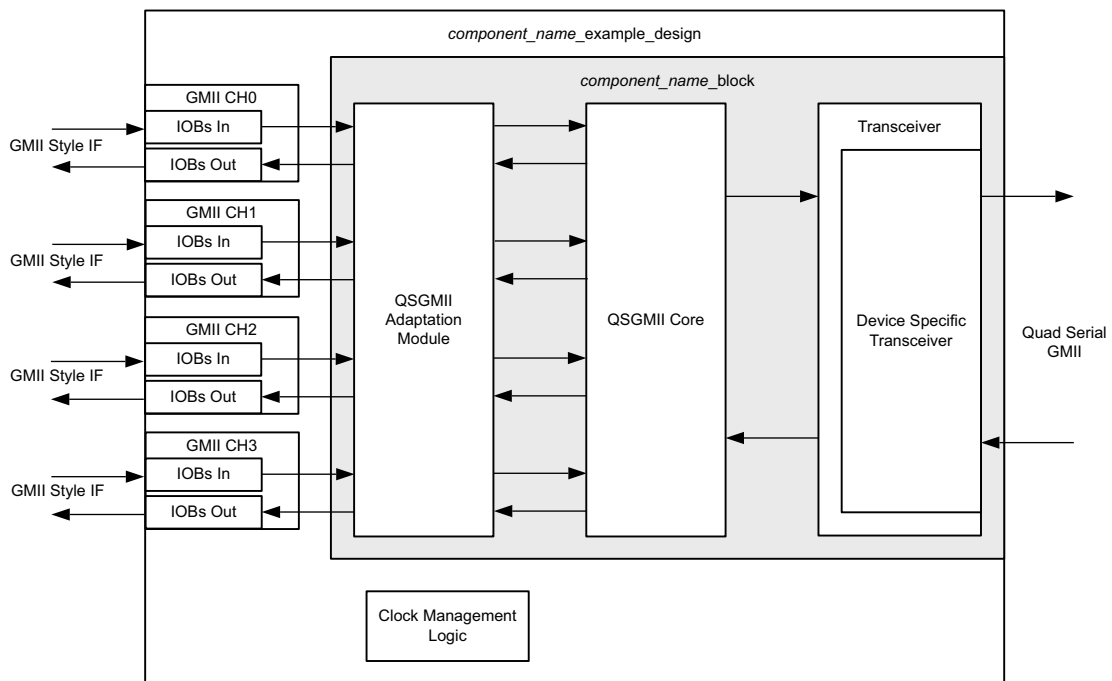 component_name_example_design
component_name_block
GMII CH0
IOBs In
IOBs Out
GMII Style IF
GMII CH1
IOBs In
IOBs Out
GMII Style IF
GMII CH2
IOBs In
IOBs Out
GMII Style IF
GMII CH3
IOBs In
IOBs Out
GMII Style IF
QSGMII
Adaptation
Module
QSGMII Core
Transceiver
Device Specific
Transceiver
Quad Serial
GMII
Clock Management
Logic